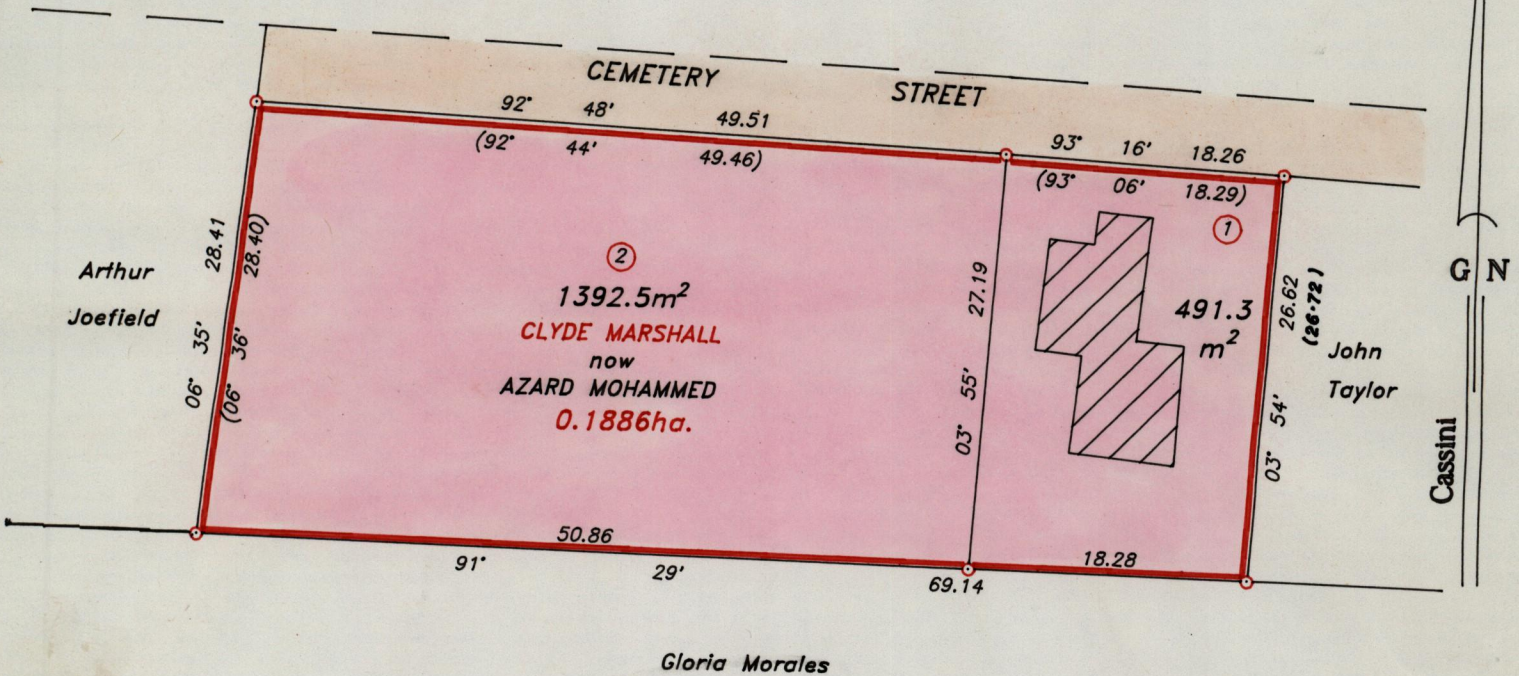 CEMETERY STREET
92° 48' 49.51
(92° 44' 49.46)
93° 16' 18.26
(93° 06' 18.29)
28.41
28.40)
06° 35'
(06° 36'
Arthur
Joefield
2
1392.5m²
CLYDE MARSHALL
now
AZARD MOHAMMED
0.1886ha.
27.19
03° 55'
1
491.3
m²
26.62
(26.72)
03° 54'
John
Taylor
G N
Cassini
50.86
91° 29' 69.14
18.28
Gloria Morales